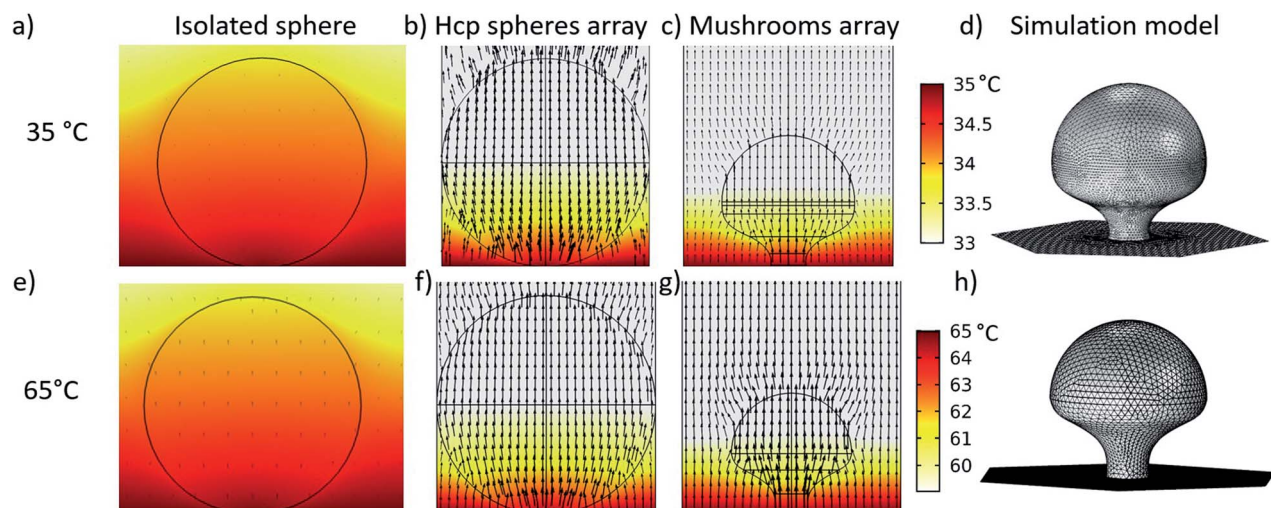 a) Isolated sphere b) Hcp spheres array c) Mushrooms array d) Simulation model
35 °C
35 °C
34.5
34
33.5
33
e) f) g) h)
65°C
65 °C
64
63
62
61
60